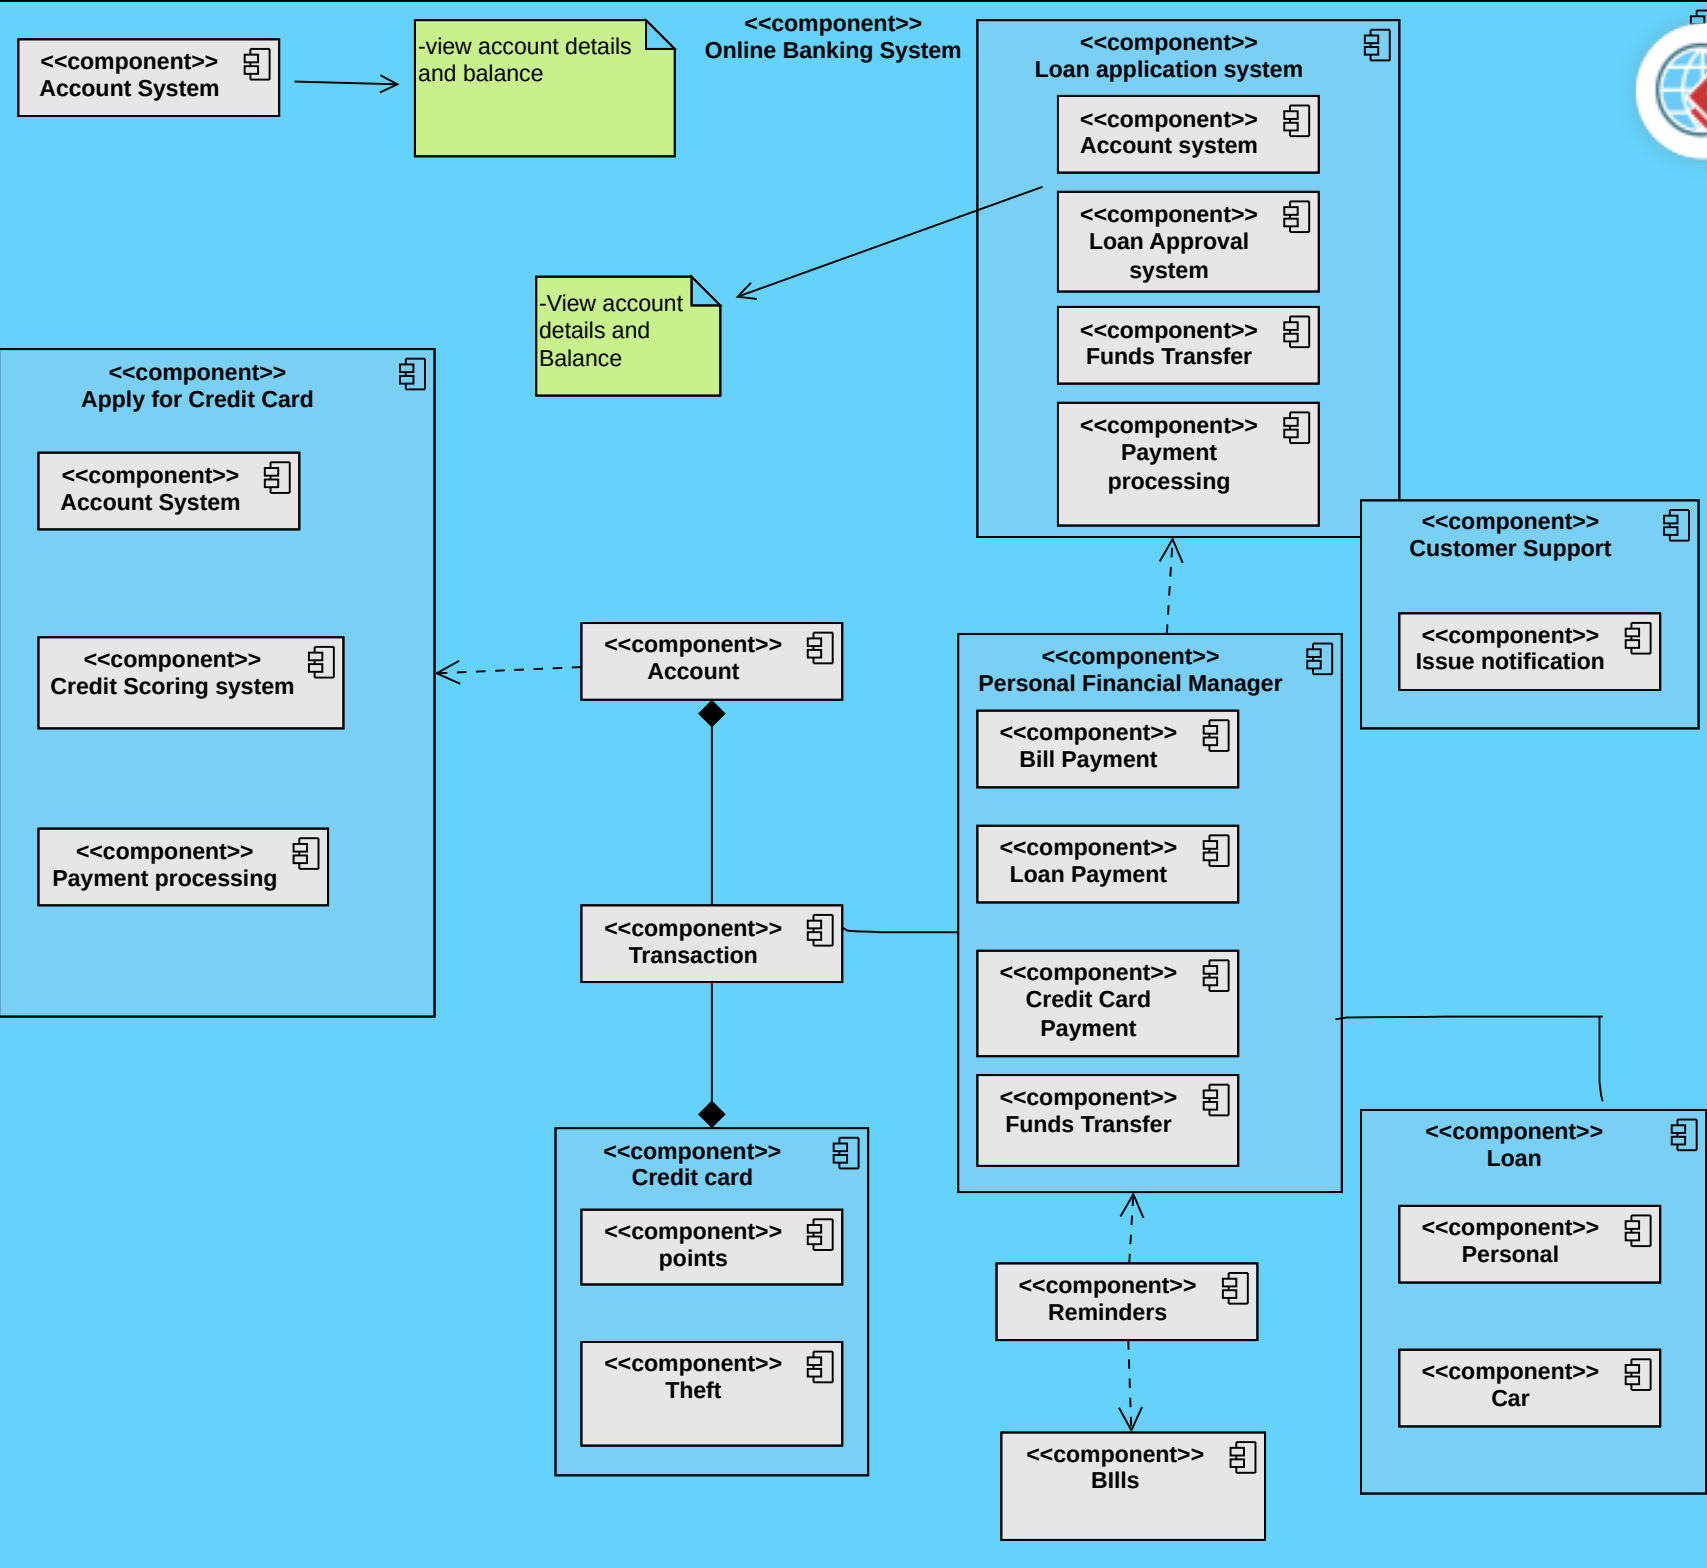 <<component>>
Online Banking System
<<component>>
Account System
-view account details
and balance
<<component>>
Loan application system
<<component>>
Account system
<<component>>
Loan Approval
system
<<component>>
Funds Transfer
<<component>>
Payment
processing
-View account
details and
Balance
<<component>>
Apply for Credit Card
<<component>>
Account System
<<component>>
Credit Scoring system
<<component>>
Payment processing
<<component>>
Customer Support
<<component>>
Issue notification
<<component>>
Account
<<component>>
Transaction
<<component>>
Personal Financial Manager
<<component>>
Bill Payment
<<component>>
Loan Payment
<<component>>
Credit Card
Payment
<<component>>
Funds Transfer
<<component>>
Credit card
<<component>>
points
<<component>>
Theft
<<component>>
Reminders
<<component>>
BIlls
<<component>>
Loan
<<component>>
Personal
<<component>>
Car